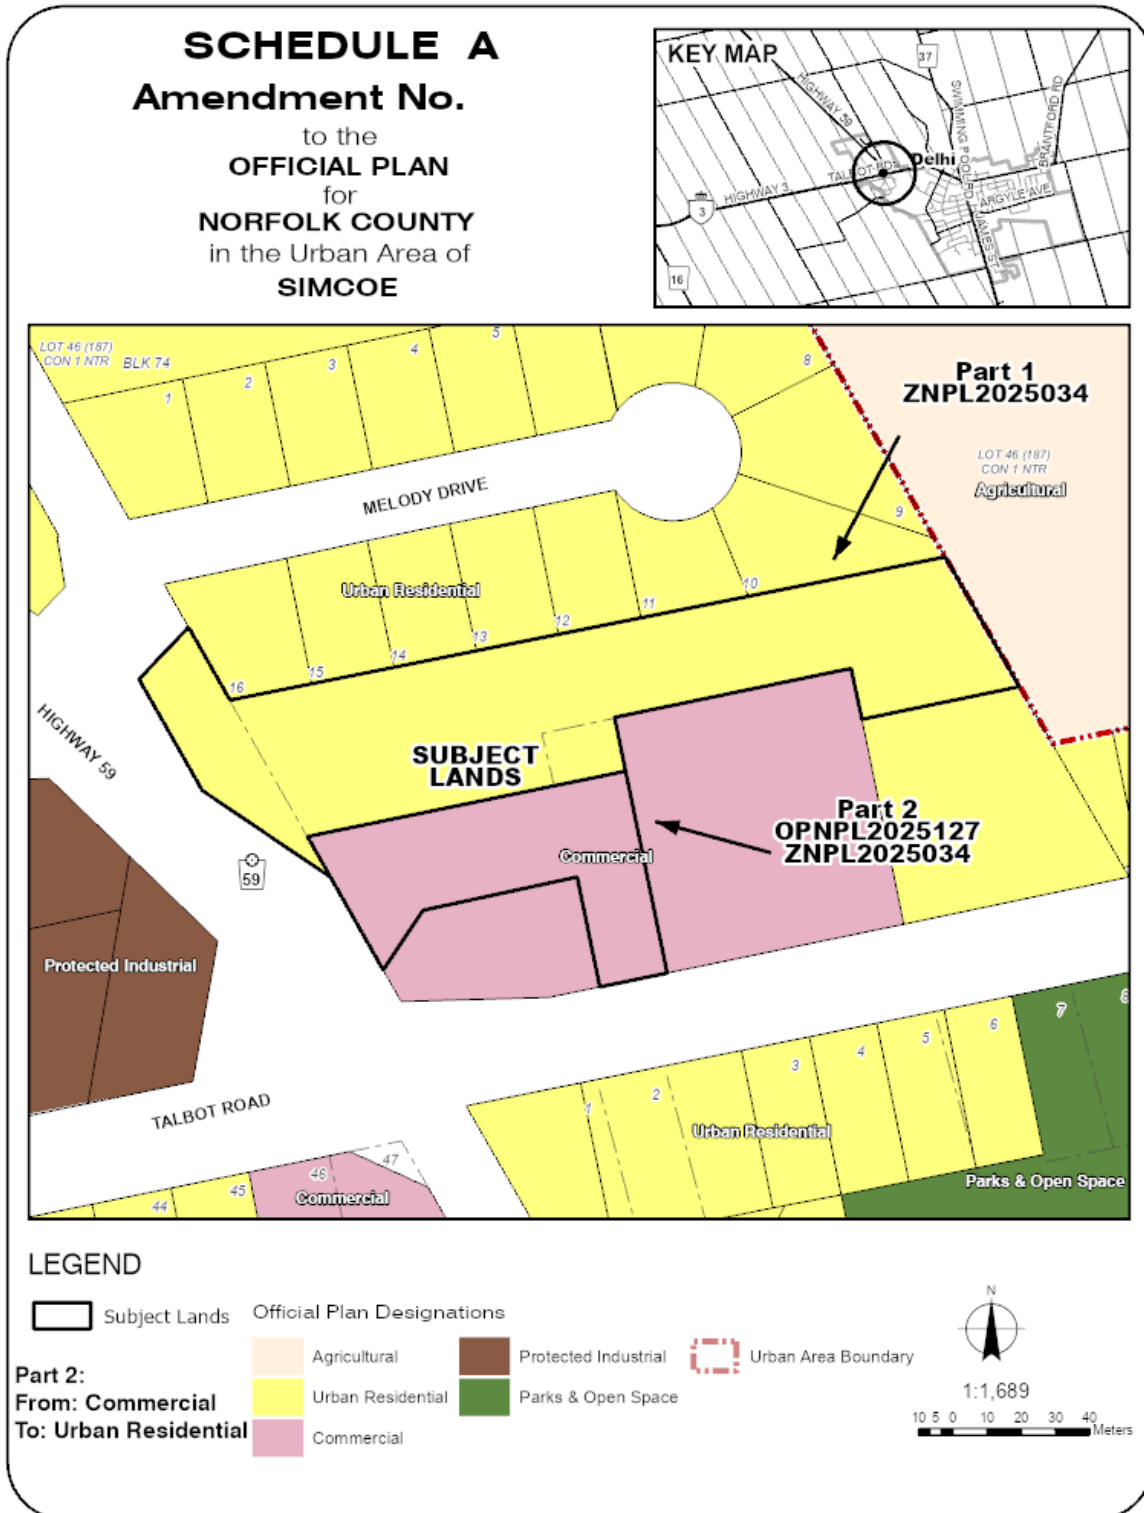 SCHEDULE A
Amendment No.
to the
OFFICIAL PLAN
for
NORFOLK COUNTY
in the Urban Area of
SIMCOE
KEY MAP
37
HIGHWAY 59
SWIMMING POOL RD
BRANTFORD RD
Delhi
TALBOT RD
HIGHWAY 3
3
ARGYLE AVE
JAMES ST
16
LOT 46 (187)
CON 1 NTR
BLK 74
1
2
3
4
5
8
Part 1
ZNPL2025034
LOT 46 (187)
CON 1 NTR
Agricultural
MELODY DRIVE
9
Urban Residential
10
11
12
13
14
15
16
HIGHWAY 59
SUBJECT
LANDS
Part 2
OPNPL2025127
ZNPL2025034
Commercial
59
Protected Industrial
TALBOT ROAD
1
2
3
4
5
6
7
8
Urban Residential
Parks & Open Space
44
45
46
47
Commercial
LEGEND
Subject Lands
Part 2:
From: Commercial
To: Urban Residential
Official Plan Designations
Agricultural
Urban Residential
Commercial
Protected Industrial
Parks & Open Space
Urban Area Boundary
N
1:1,689
10 5 0 10 20 30 40
Meters